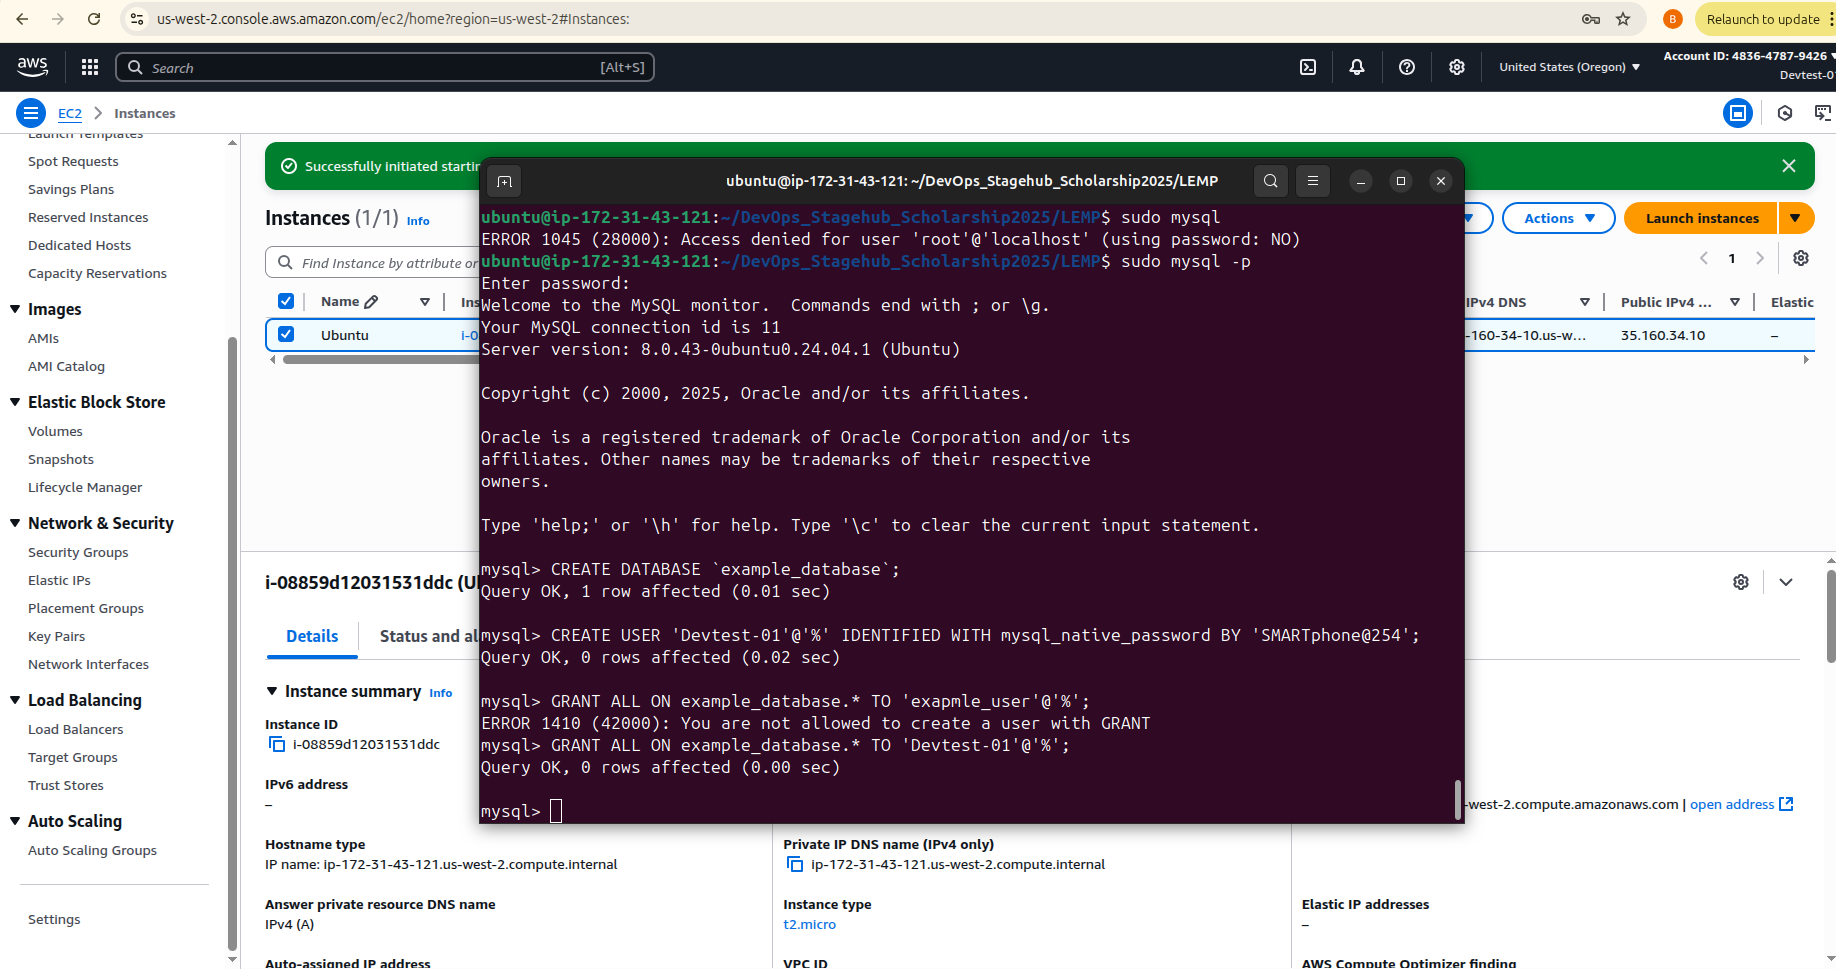 us-west-2.console.aws.amazon.com/ec2/home?region=us-west-2#Instances:
B
Relaunch to update
aws
Search
[Alt+S]
United States (Oregon)
Account ID: 4836-4787-9426
Devtest-0
EC2
Instances
Launch Templates
Spot Requests
Savings Plans
Reserved Instances
Dedicated Hosts
Capacity Reservations
Images
AMIs
AMI Catalog
Elastic Block Store
Volumes
Snapshots
Lifecycle Manager
Network & Security
Security Groups
Elastic IPs
Placement Groups
Key Pairs
Network Interfaces
Load Balancing
Load Balancers
Target Groups
Trust Stores
Auto Scaling
Auto Scaling Groups
Settings
Successfully initiated startin
Instances (1/1) Info
Actions
Launch instances
Find Instance by attribute or
1
Name
Ins
IPv4 DNS
Public IPv4 ...
Elastic
Ubuntu
i-0
-160-34-10.us-w...
35.160.34.10
–
ubuntu@ip-172-31-43-121: ~/DevOps_Stagehub_Scholarship2025/LEMP
ubuntu@ip-172-31-43-121:~/DevOps_Stagehub_Scholarship2025/LEMP$ sudo mysql
ERROR 1045 (28000): Access denied for user 'root'@'localhost' (using password: NO)
ubuntu@ip-172-31-43-121:~/DevOps_Stagehub_Scholarship2025/LEMP$ sudo mysql -p
Enter password:
Welcome to the MySQL monitor.  Commands end with ; or \g.
Your MySQL connection id is 11
Server version: 8.0.43-0ubuntu0.24.04.1 (Ubuntu)
Copyright (c) 2000, 2025, Oracle and/or its affiliates.
Oracle is a registered trademark of Oracle Corporation and/or its
affiliates. Other names may be trademarks of their respective
owners.
Type 'help;' or '\h' for help. Type '\c' to clear the current input statement.
mysql> CREATE DATABASE `example_database`;
Query OK, 1 row affected (0.01 sec)
mysql> CREATE USER 'Devtest-01'@'%' IDENTIFIED WITH mysql_native_password BY 'SMARTphone@254';
Query OK, 0 rows affected (0.02 sec)
mysql> GRANT ALL ON example_database.* TO 'exapmle_user'@'%';
ERROR 1410 (42000): You are not allowed to create a user with GRANT
mysql> GRANT ALL ON example_database.* TO 'Devtest-01'@'%';
Query OK, 0 rows affected (0.00 sec)
mysql>
i-08859d12031531ddc (U
Details
Status and al
Instance summary Info
Instance ID
i-08859d12031531ddc
IPv6 address
–
-west-2.compute.amazonaws.com | open address
Hostname type
IP name: ip-172-31-43-121.us-west-2.compute.internal
Private IP DNS name (IPv4 only)
ip-172-31-43-121.us-west-2.compute.internal
Answer private resource DNS name
IPv4 (A)
Instance type
t2.micro
Elastic IP addresses
–
Auto-assigned IP address
VPC ID
AWS Compute Optimizer finding